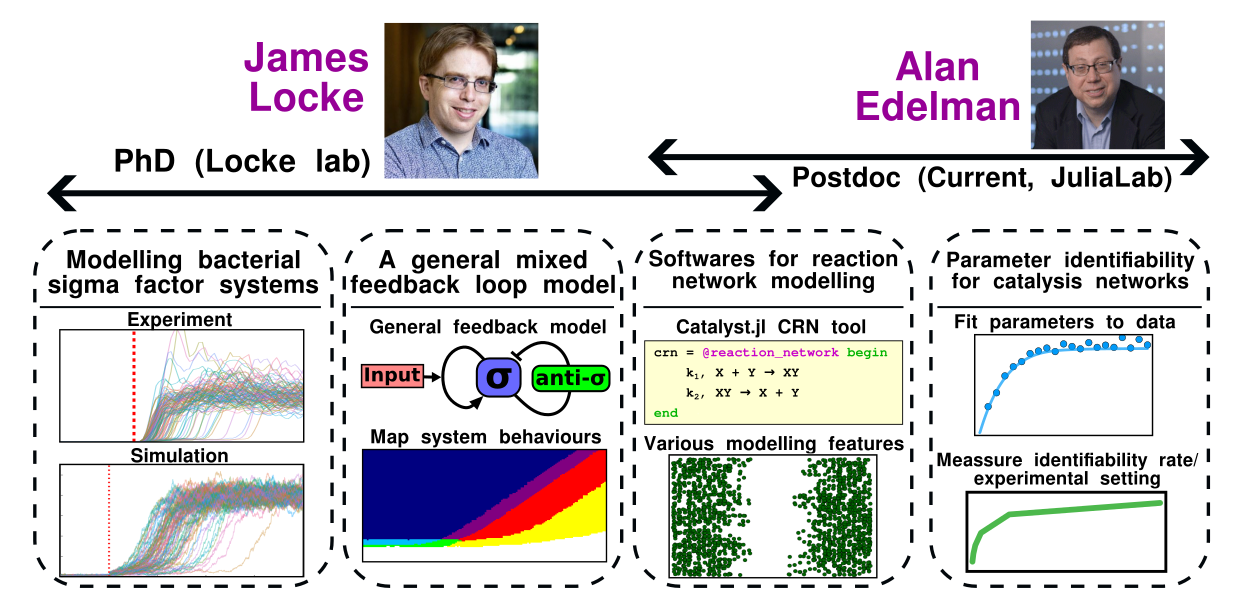 James
Locke
Alan
Edelman
PhD (Locke lab)
Postdoc (Current, JuliaLab)
Modelling bacterial
sigma factor systems
Experiment
Simulation
A general mixed
feedback loop model
General feedback model
Input
σ
anti-σ
Map system behaviours
Softwares for reaction
network modelling
Catalyst.jl CRN tool
crn = @reaction_network begin
k₁, X + Y → XY
k₂, XY → X + Y
end
Various modelling features
Parameter identifiability
for catalysis networks
Fit parameters to data
Meassure identifiability rate/
experimental setting